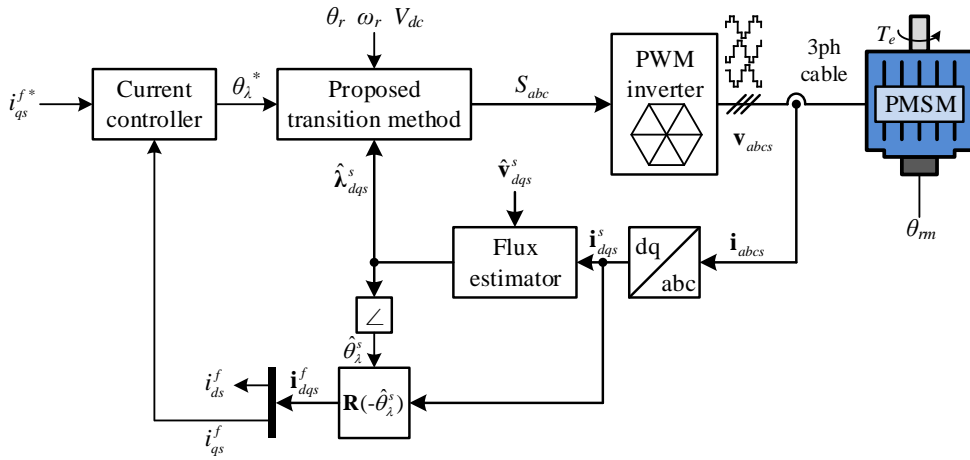 θ_r ω_r V_dc
T_e
3ph
cable
i_qs^f*
Current
controller
θ_λ^*
Proposed
transition method
S_abc
PWM
inverter
v_abcs
PMSM
θ_rm
λ̂_dqs^s
v̂_dqs^s
Flux
estimator
i_dqs^s
dq
abc
i_abcs
∠
θ̂_λ^s
i_ds^f
i_dqs^f
R(-θ̂_λ^s)
i_qs^f